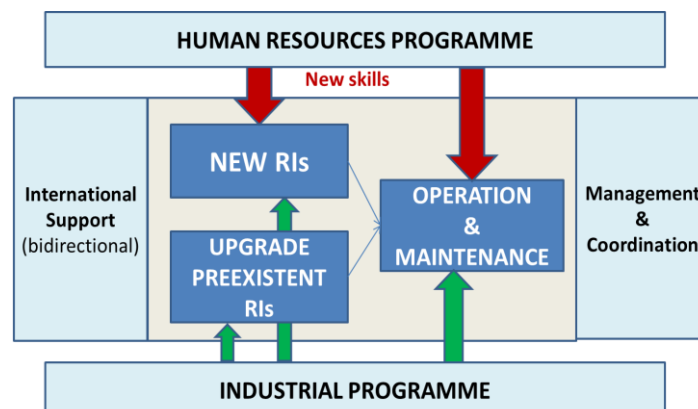 HUMAN RESOURCES PROGRAMME
New skills
NEW RIs
International
Support
(bidirectional)
OPERATION
&
MAINTENANCE
Management
&
Coordination
UPGRADE
PREEXISTENT
RIs
INDUSTRIAL PROGRAMME